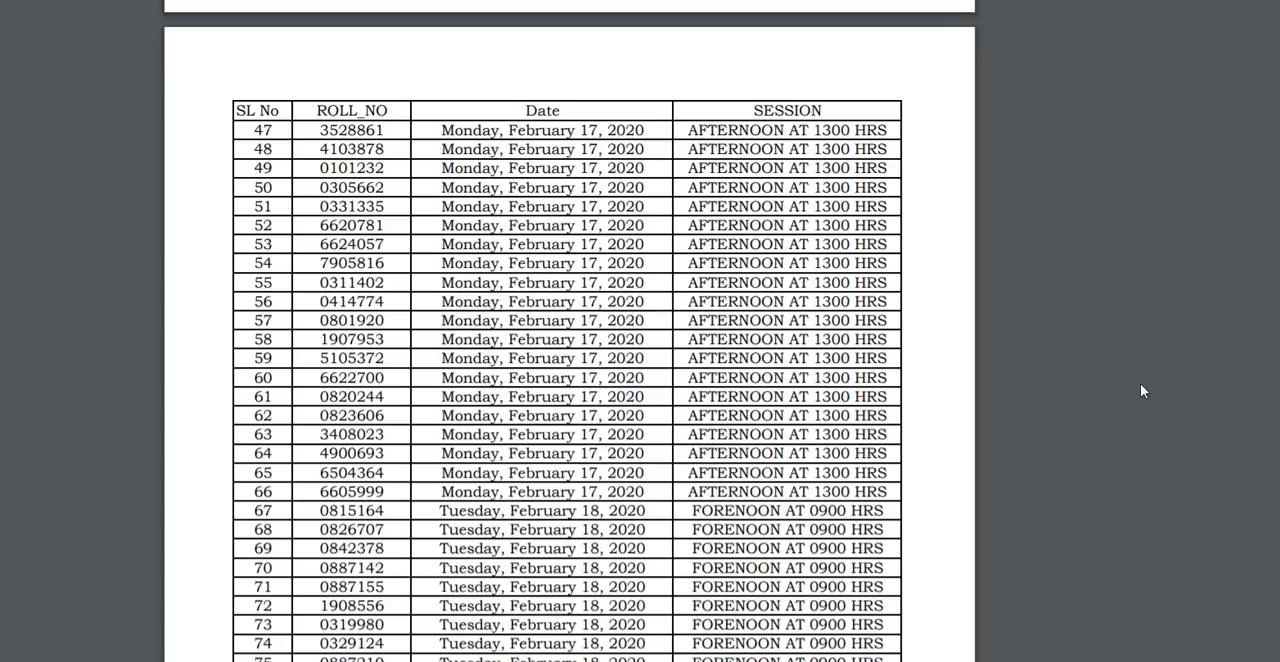 SL No ROLL_NO Date SESSION
47 3528861 Monday, February 17, 2020 AFTERNOON AT 1300 HRS
48 4103878 Monday, February 17, 2020 AFTERNOON AT 1300 HRS
49 0101232 Monday, February 17, 2020 AFTERNOON AT 1300 HRS
50 0305662 Monday, February 17, 2020 AFTERNOON AT 1300 HRS
51 0331335 Monday, February 17, 2020 AFTERNOON AT 1300 HRS
52 6620781 Monday, February 17, 2020 AFTERNOON AT 1300 HRS
53 6624057 Monday, February 17, 2020 AFTERNOON AT 1300 HRS
54 7905816 Monday, February 17, 2020 AFTERNOON AT 1300 HRS
55 0311402 Monday, February 17, 2020 AFTERNOON AT 1300 HRS
56 0414774 Monday, February 17, 2020 AFTERNOON AT 1300 HRS
57 0801920 Monday, February 17, 2020 AFTERNOON AT 1300 HRS
58 1907953 Monday, February 17, 2020 AFTERNOON AT 1300 HRS
59 5105372 Monday, February 17, 2020 AFTERNOON AT 1300 HRS
60 6622700 Monday, February 17, 2020 AFTERNOON AT 1300 HRS
61 0820244 Monday, February 17, 2020 AFTERNOON AT 1300 HRS
62 0823606 Monday, February 17, 2020 AFTERNOON AT 1300 HRS
63 3408023 Monday, February 17, 2020 AFTERNOON AT 1300 HRS
64 4900693 Monday, February 17, 2020 AFTERNOON AT 1300 HRS
65 6504364 Monday, February 17, 2020 AFTERNOON AT 1300 HRS
66 6605999 Monday, February 17, 2020 AFTERNOON AT 1300 HRS
67 0815164 Tuesday, February 18, 2020 FORENOON AT 0900 HRS
68 0826707 Tuesday, February 18, 2020 FORENOON AT 0900 HRS
69 0842378 Tuesday, February 18, 2020 FORENOON AT 0900 HRS
70 0887142 Tuesday, February 18, 2020 FORENOON AT 0900 HRS
71 0887155 Tuesday, February 18, 2020 FORENOON AT 0900 HRS
72 1908556 Tuesday, February 18, 2020 FORENOON AT 0900 HRS
73 0319980 Tuesday, February 18, 2020 FORENOON AT 0900 HRS
74 0329124 Tuesday, February 18, 2020 FORENOON AT 0900 HRS
75 Tuesday, February 18, 2020 FORENOON AT 0900 HRS